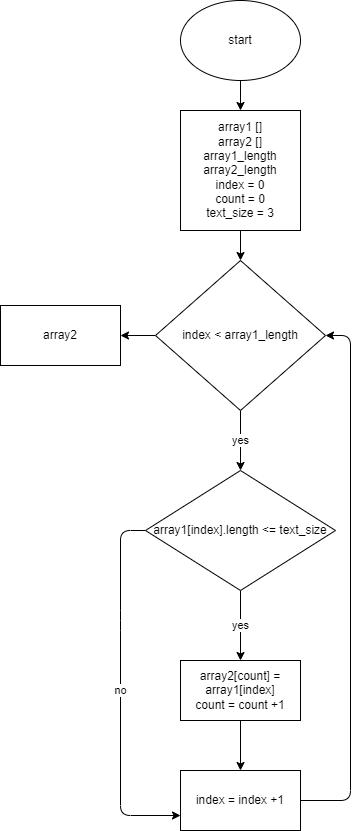 start
array1 []
array2 []
array1_length
array2_length
index = 0
count = 0
text_size = 3
index < array1_length
array2
yes
array1[index].length <= text_size
yes
array2[count] =
array1[index]
count = count +1
no
index = index +1